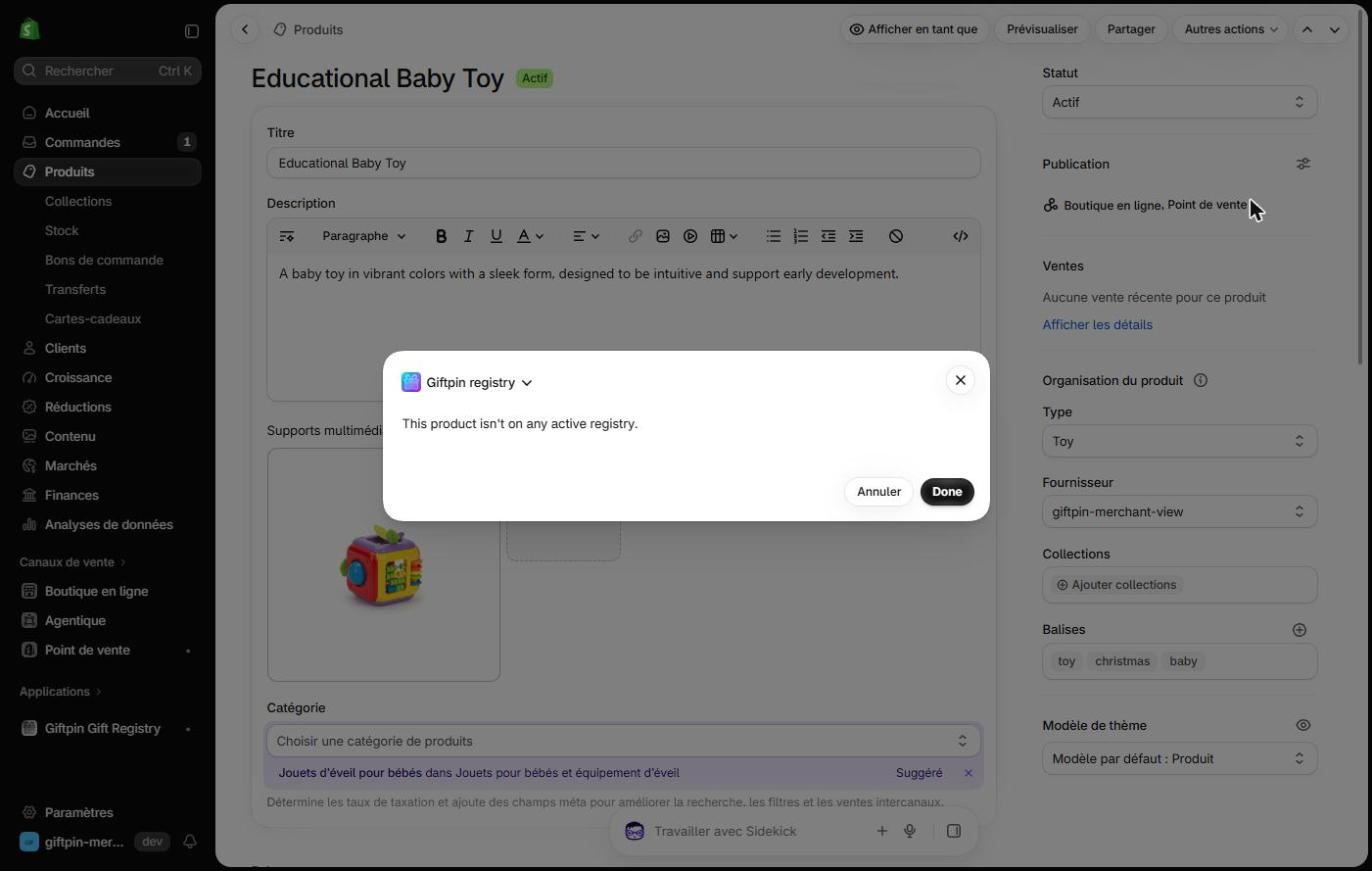 Rechercher Ctrl K
Accueil
Commandes 1
Produits
Collections
Stock
Bons de commande
Transferts
Cartes-cadeaux
Clients
Croissance
Réductions
Contenu
Marchés
Finances
Analyses de données
Canaux de vente
Boutique en ligne
Agentique
Point de vente
Applications
Giftpin Gift Registry
Paramètres
giftpin-mer... dev
Produits
Afficher en tant que Prévisualiser Partager Autres actions
Educational Baby Toy Actif
Titre
Educational Baby Toy
Description
Paragraphe B I U A
A baby toy in vibrant colors with a sleek form, designed to be intuitive and support early development.
Supports multimédi
Giftpin registry
This product isn't on any active registry.
Annuler Done
Catégorie
Choisir une catégorie de produits
Jouets d'éveil pour bébés dans Jouets pour bébés et équipement d'éveil Suggéré
Détermine les taux de taxation et ajoute des champs méta pour améliorer la recherche, les filtres et les ventes intercanaux.
Travailler avec Sidekick
Statut
Actif
Publication
Boutique en ligne, Point de vente
Ventes
Aucune vente récente pour ce produit
Afficher les détails
Organisation du produit
Type
Toy
Fournisseur
giftpin-merchant-view
Collections
Ajouter collections
Balises
toy christmas baby
Modèle de thème
Modèle par défaut : Produit